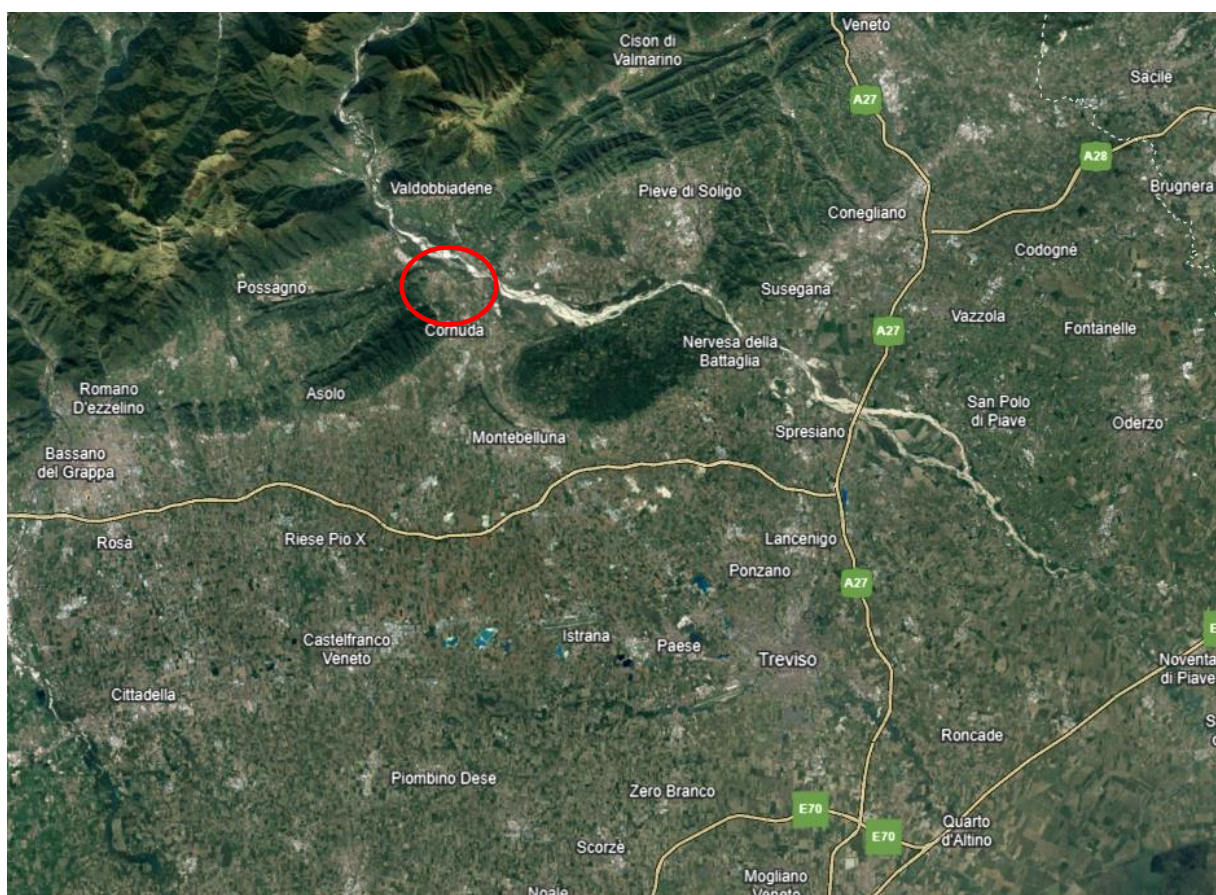 Veneto
Cison di
Valmarino
Sacile
A27
A28
Valdobbiadene
Pieve di Soligo
Brugnera
Conegliano
Codognè
Possagno
Susegana
Vazzola
Cornuda
A27
Fontanelle
Nervesa della
Battaglia
Romano
D'ezzelino
Asolo
San Polo
di Piave
Oderzo
Montebelluna
Spresiano
Bassano
del Grappa
Rosà
Riese Pio X
Lancenigo
Ponzano
A27
Castelfranco
Veneto
Istrana
Paese
Treviso
E
Noventa
di Piave
Cittadella
S
Roncade
Piombino Dese
Zero Branco
E70
E70
Quarto
d'Altino
Scorzè
Mogliano
Veneto
Noale